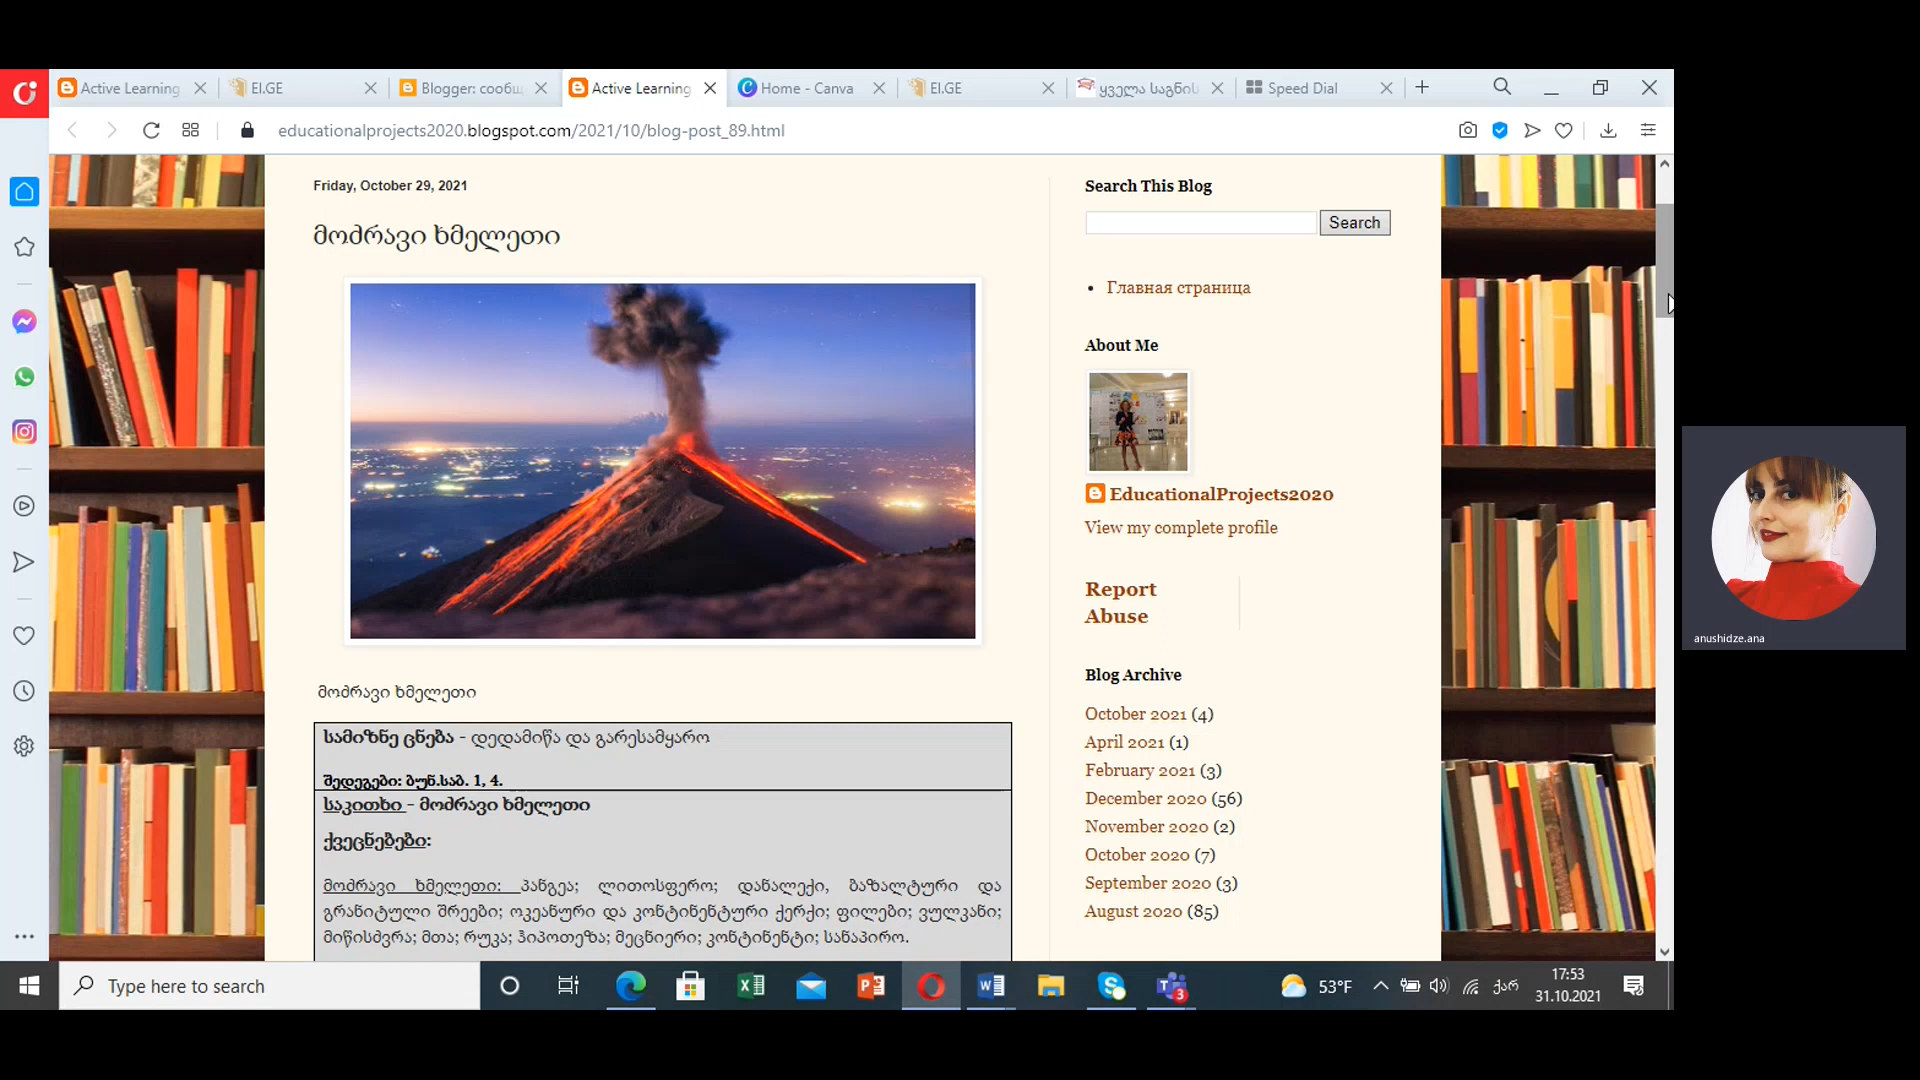 Active Learning
EI.GE
Blogger: сообщ
Active Learning
Home - Canva
EI.GE
ყველა საგნის
Speed Dial
educationalprojects2020.blogspot.com/2021/10/blog-post_89.html
Friday, October 29, 2021
მოძრავი ხმელეთი
მოძრავი ხმელეთი
სამიზნე ცნება - დედამიწა და გარესამყარო
შედეგები: ბუნ.საბ. 1, 4.
საკითხი - მოძრავი ხმელეთი
ქვეცნებები:
მოძრავი ხმელეთი: პანგეა; ლითოსფერო; დანალექი, ბაზალტური და
გრანიტული შრეები; ოკეანური და კონტინენტური ქერქი; ფილები; ვულკანი;
მიწისძვრა; მთა; რუკა; ჰიპოთეზა; მეცნიერი; კონტინენტი; სანაპირო.
Search This Blog
Search
Главная страница
About Me
EducationalProjects2020
View my complete profile
Report
Abuse
Blog Archive
October 2021 (4)
April 2021 (1)
February 2021 (3)
December 2020 (56)
November 2020 (2)
October 2020 (7)
September 2020 (3)
August 2020 (85)
anushidze.ana
Type here to search
3
53°F
ქარ
17:53
31.10.2021